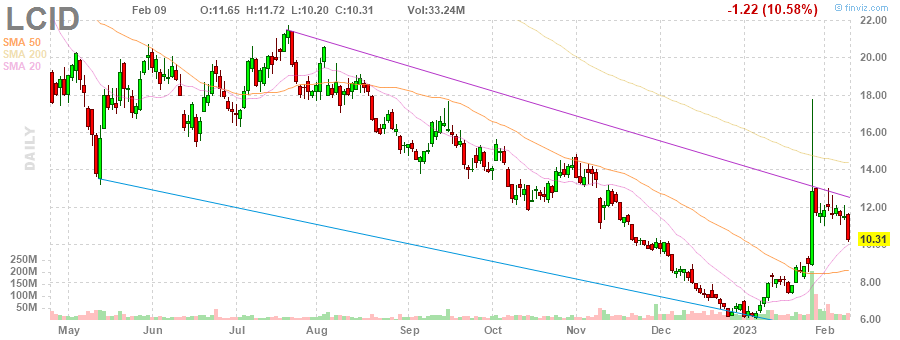 LCID Feb 09 O:11.65 H:11.72 L:10.20 C:10.31 Vol:33.24M -1.22 (10.58%) © finviz.com
SMA 50
SMA 200
SMA 20
DAILY
22.00
20.00
18.00
16.00
14.00
12.00
10.31
10.00
8.00
6.00
250M
200M
150M
100M
50M
May Jun Jul Aug Sep Oct Nov Dec 2023 Feb